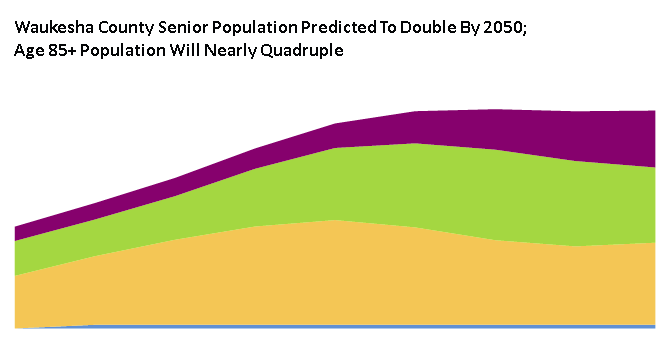 Waukesha County Senior Population Predicted To Double By 2050;
Age 85+ Population Will Nearly Quadruple